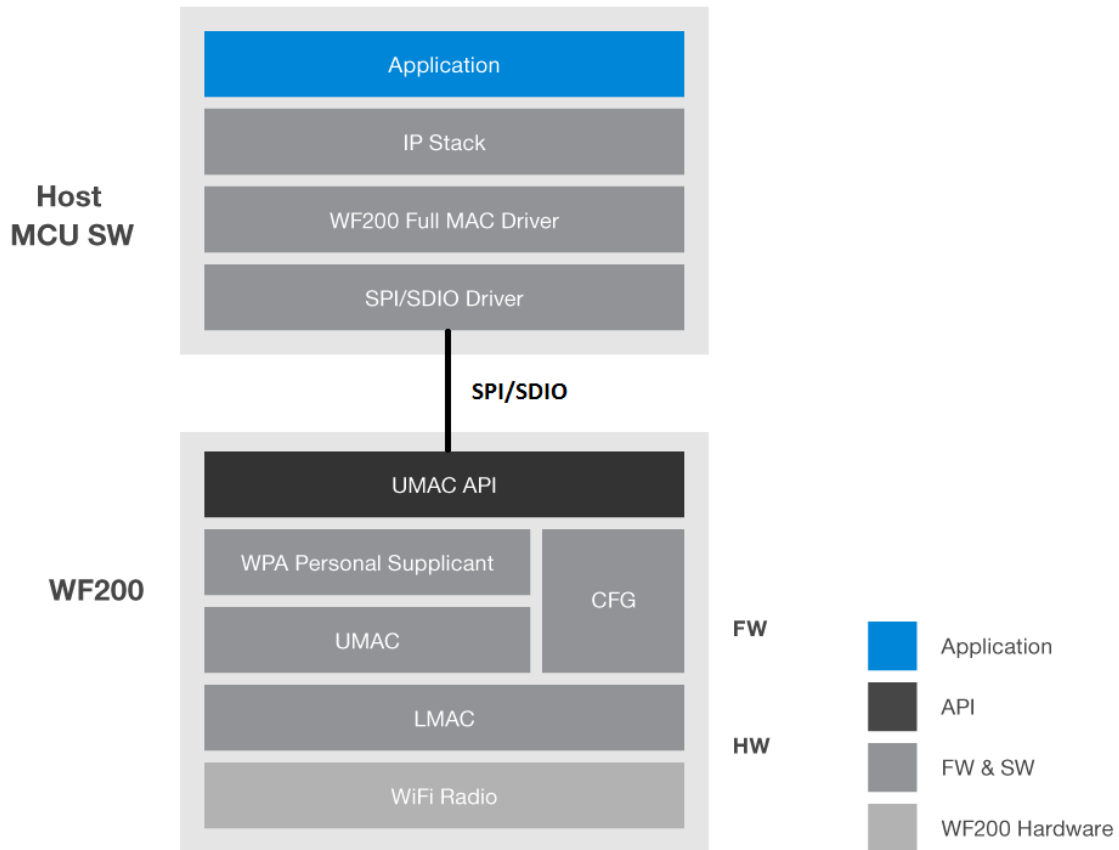 Application
IP Stack
Host
MCU SW
WF200 Full MAC Driver
SPI/SDIO Driver
SPI/SDIO
UMAC API
WF200
WPA Personal Supplicant
CFG
UMAC
LMAC
WiFi Radio
FW
HW
Application
API
FW & SW
WF200 Hardware